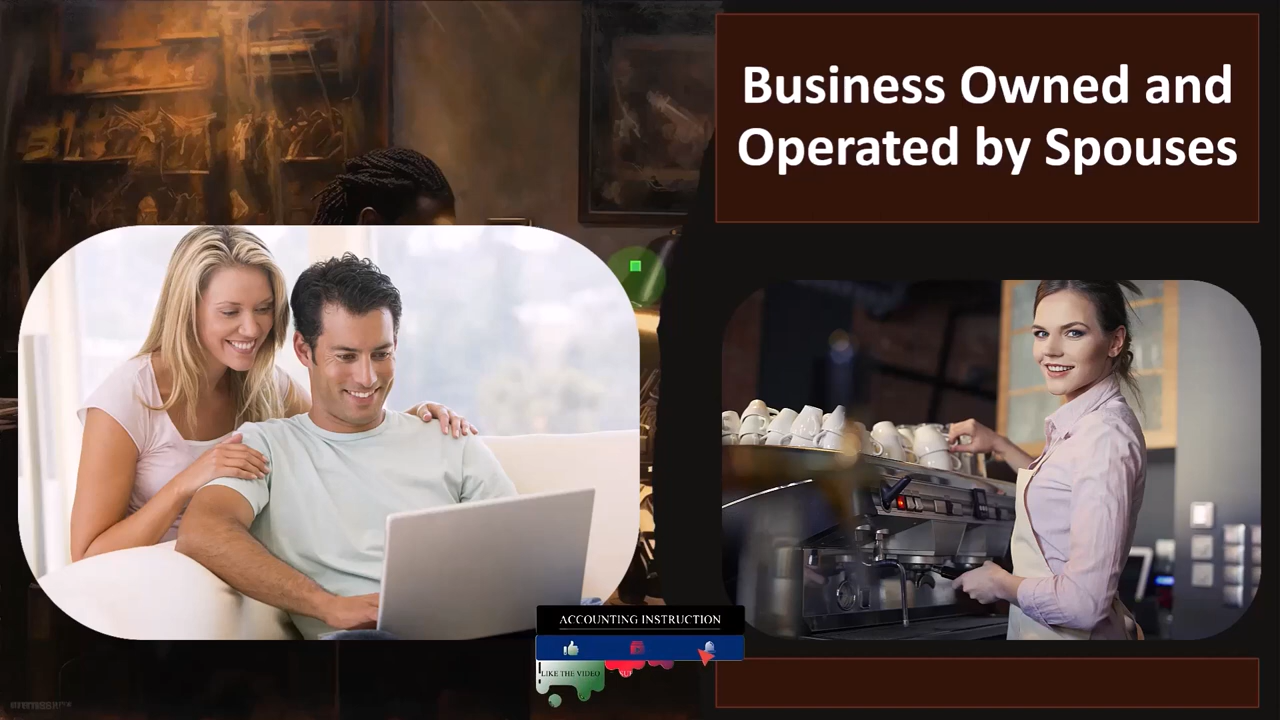 Business Owned and
Operated by Spouses
ACCOUNTING INSTRUCTION
LIKE THE VIDEO